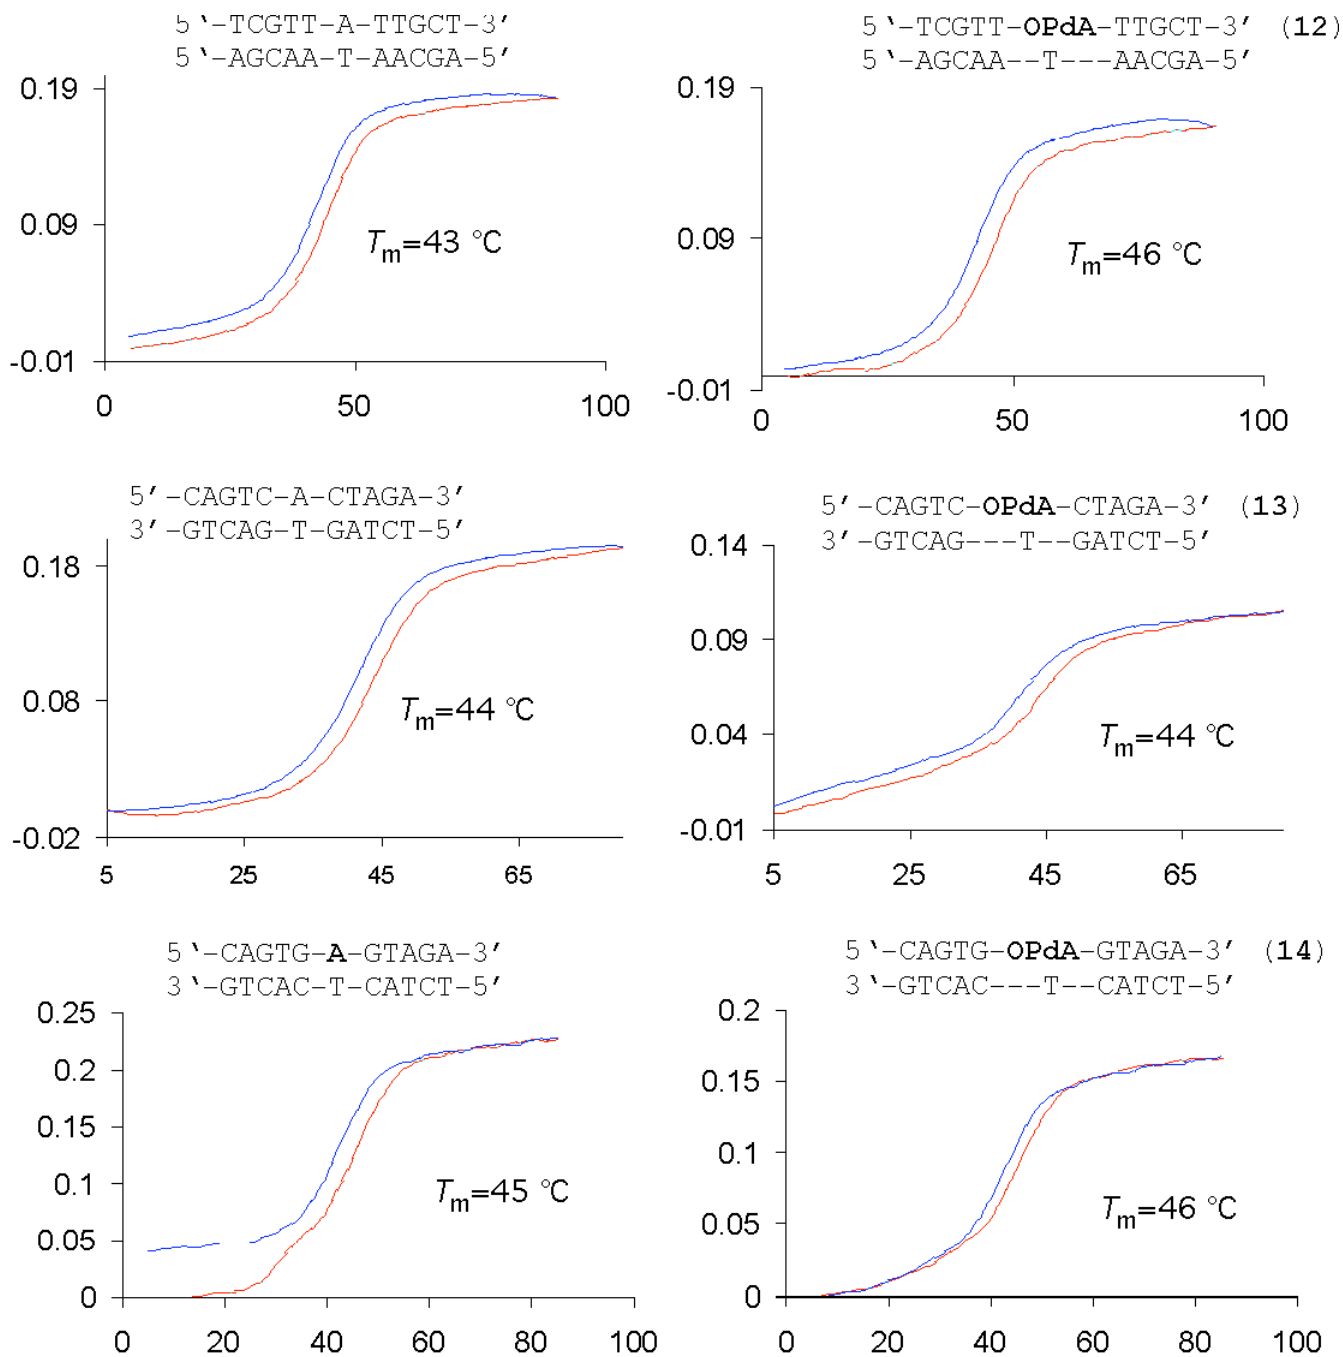 5‘-TCGTT-A-TTGCT-3’
5‘-AGCAA-T-AACGA-5’
0.19
0.09
-0.01
Tm=43 °C
0 50 100
5‘-TCGTT-OPdA-TTGCT-3’ (12)
5‘-AGCAA--T---AACGA-5’
0.19
0.09
-0.01
Tm=46 °C
0 50 100
5’-CAGTC-A-CTAGA-3’
3’-GTCAG-T-GATCT-5’
0.18
0.08
-0.02
Tm=44 °C
5 25 45 65
5’-CAGTC-OPdA-CTAGA-3’ (13)
3’-GTCAG---T--GATCT-5’
0.14
0.09
0.04
-0.01
Tm=44 °C
5 25 45 65
5‘-CAGTG-A-GTAGA-3’
3‘-GTCAC-T-CATCT-5’
0.25
0.2
0.15
0.1
0.05
0
Tm=45 °C
0 20 40 60 80 100
5‘-CAGTG-OPdA-GTAGA-3’ (14)
3‘-GTCAC---T--CATCT-5’
0.2
0.15
0.1
0.05
0
Tm=46 °C
0 20 40 60 80 100